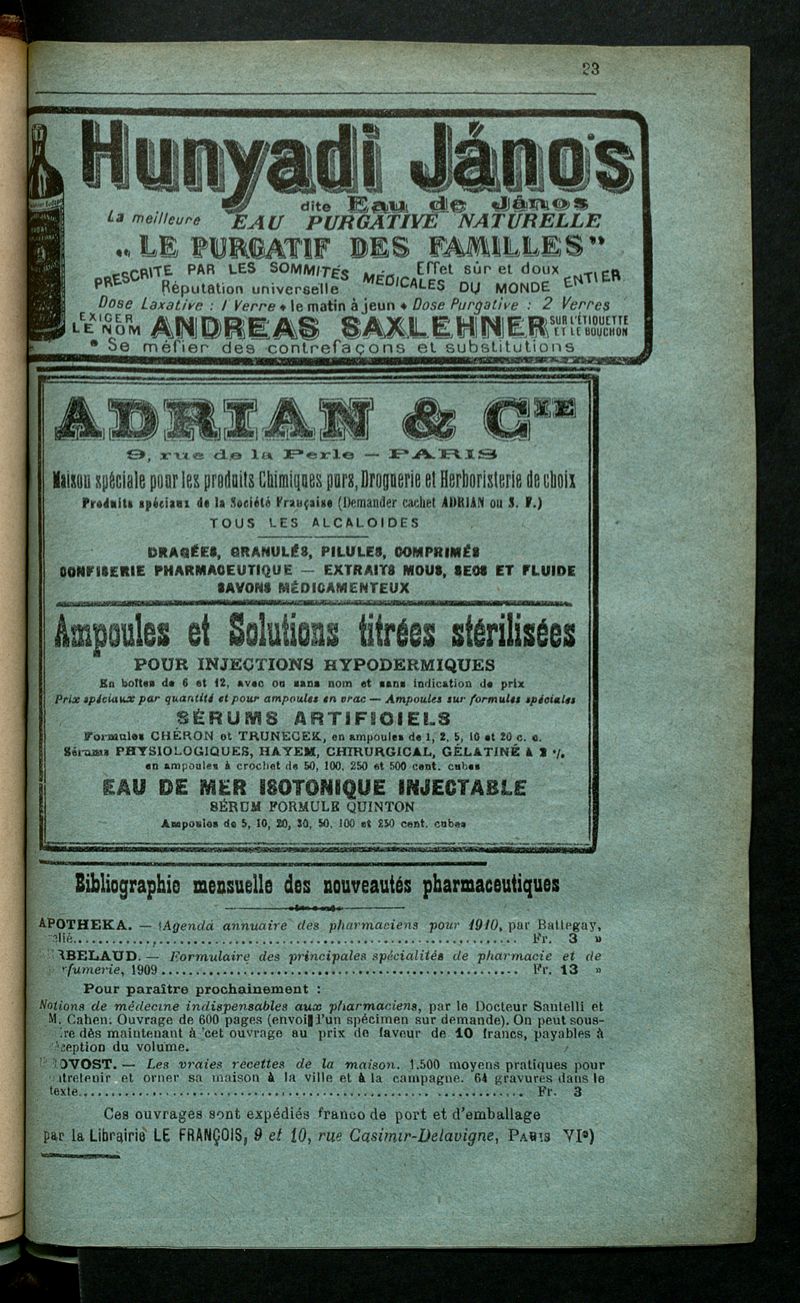 23
Hunyadi János
dite Eau de János
La meilleure EAU PURGATIVE NATURELLE
„ LE PURGATIF DES FAMILLES”
PRESCRITE PAR LES SOMMITÉS MEDICALES DU MONDE ENTIER
Réputation universelle Effet sûr et doux
Dose Laxative : 1 Verre le matin à jeun Dose Purgative : 2 Verres
EXIGER LE NOM ANDREAS SAXLEHNER SUR L'ÉTIQUETTE ET LE BOUCHON
Se méfier des contrefaçons et substitutions
ADRIAN & CIE
9, rue de la Perle — PARIS
Maison spéciale pour les produits Chimiques purs, Droguerie et Herboristerie de choix
Produits spéciaux de la Société Française (Demander cachet ADRIAN ou S. F.)
TOUS LES ALCALOIDES
DRAGÉES, GRANULÉS, PILULES, COMPRIMÉS
CONFISERIE PHARMACEUTIQUE — EXTRAITS MOUS, SECS ET FLUIDE
SAVONS MÉDICAMENTEUX
Ampoules et Solutions titrées stérilisées
POUR INJECTIONS HYPODERMIQUES
En boîtes de 6 et 12, avec ou sans nom et sans indication de prix
Prix spéciaux par quantité et pour ampoules en vrac — Ampoules sur formules spéciales
SÉRUMS ARTIFICIELS
Formules CHÉRON et TRUNECEK, en ampoules de 1, 2, 5, 10 et 20 c. c.
Sérums PHYSIOLOGIQUES, HAYEM, CHIRURGICAL, GÉLATINÉ à 2 %
en ampoules à crochet de 50, 100, 250 et 500 cent. cubes
EAU DE MER ISOTONIQUE INJECTABLE
SÉRUM FORMULE QUINTON
Ampoules de 5, 10, 20, 30, 50, 100 et 250 cent. cubes
Bibliographie mensuelle des nouveautés pharmaceutiques
APOTHEKA. — Agenda annuaire des pharmaciens pour 1910, par Battegay,
elié........ Fr. 3 »
RBELAUD. — Formulaire des principales spécialités de pharmacie et de
rfumerie, 1909........ Fr. 13 »
Pour paraître prochainement :
Notions de médecine indispensables aux pharmaciens, par le Docteur Santelli et
M. Cahen. Ouvrage de 600 pages (envoi d'un spécimen sur demande). On peut sous-
re dès maintenant à cet ouvrage au prix de faveur de 10 francs, payables à
ception du volume.
OVOST. — Les vraies recettes de la maison. 1.500 moyens pratiques pour
ntretenir et orner sa maison à la ville et à la campagne. 64 gravures dans le
texte........ Fr. 3
Ces ouvrages sont expédiés franco de port et d'emballage
par la Librairie LE FRANÇOIS, 9 et 10, rue Casimir-Delavigne, PARIS VIe)